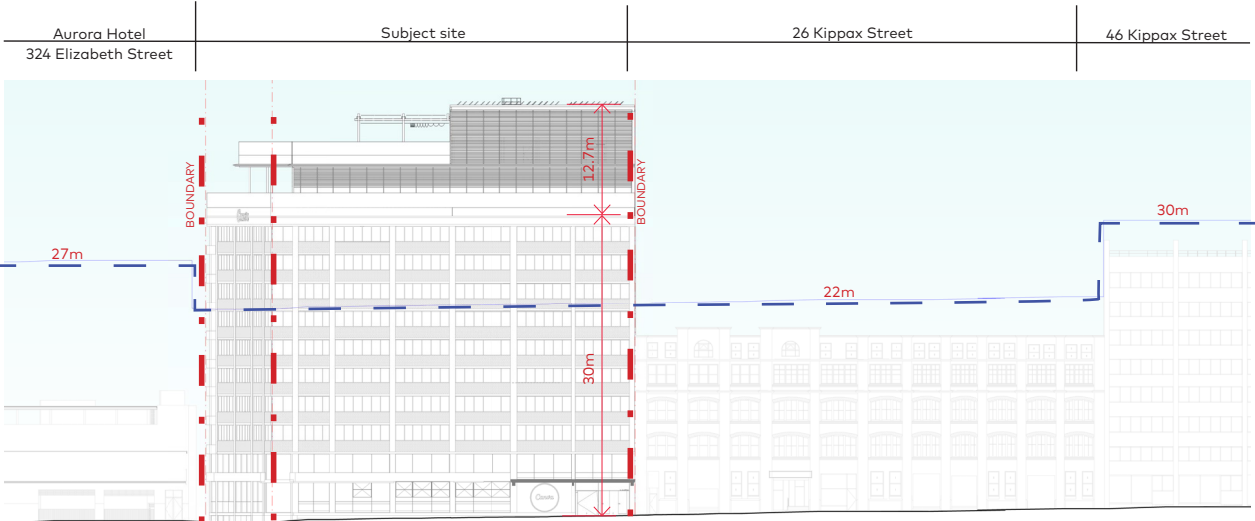 Aurora Hotel
324 Elizabeth Street
Subject site
26 Kippax Street
46 Kippax Street
12.7m
BOUNDARY
BOUNDARY
30m
27m
22m
30m